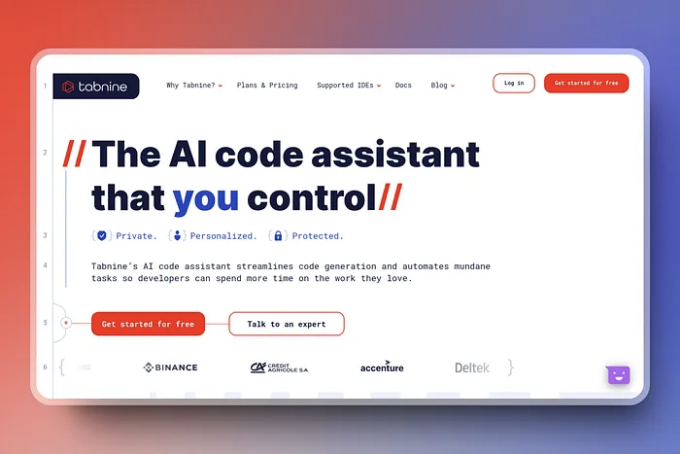 1
tabnine
Why Tabnine?
Plans & Pricing
Supported IDEs
Docs
Blog
Log in
Get started for free
2
// The AI code assistant
that you control//
3
{ } Private. { } Personalized. { } Protected.
4
Tabnine's AI code assistant streamlines code generation and automates mundane
tasks so developers can spend more time on the work they love.
5
Get started for free
Talk to an expert
6
{
BINANCE
CA CRÉDIT
AGRICOLE S.A.
accenture
Deltek
}